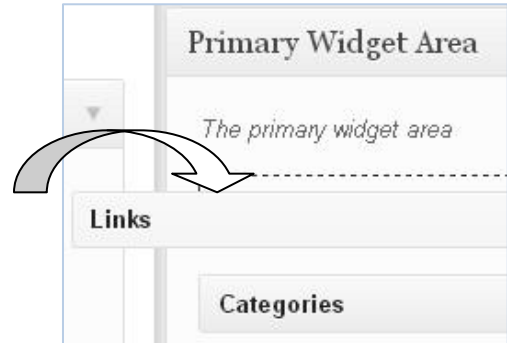 Primary Widget Area
The primary widget area
Links
Categories